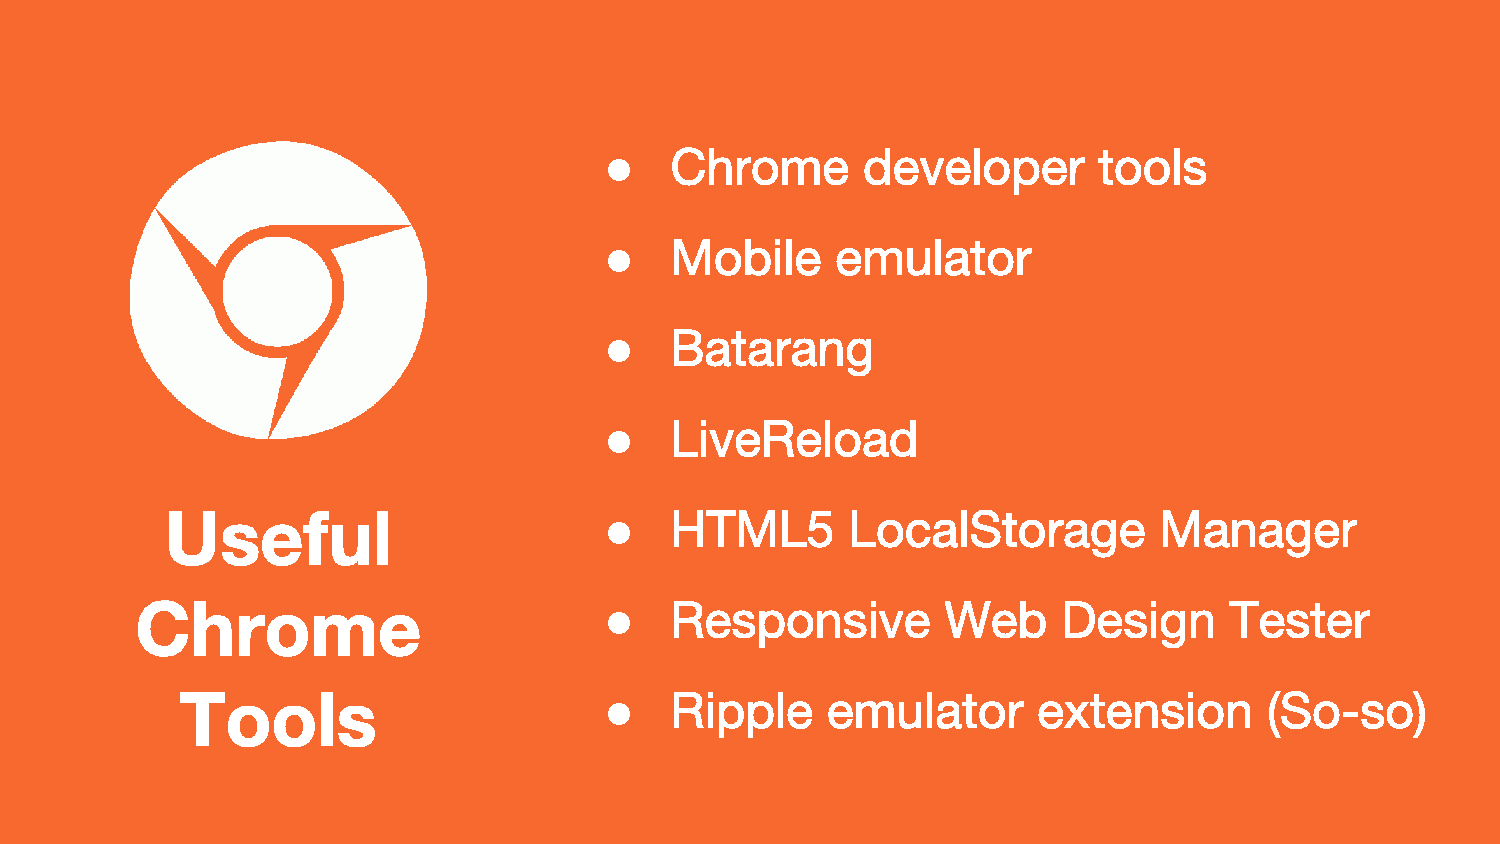 Useful
Chrome
Tools
● Chrome developer tools
● Mobile emulator
● Batarang
● LiveReload
● HTML5 LocalStorage Manager
● Responsive Web Design Tester
● Ripple emulator extension (So-so)